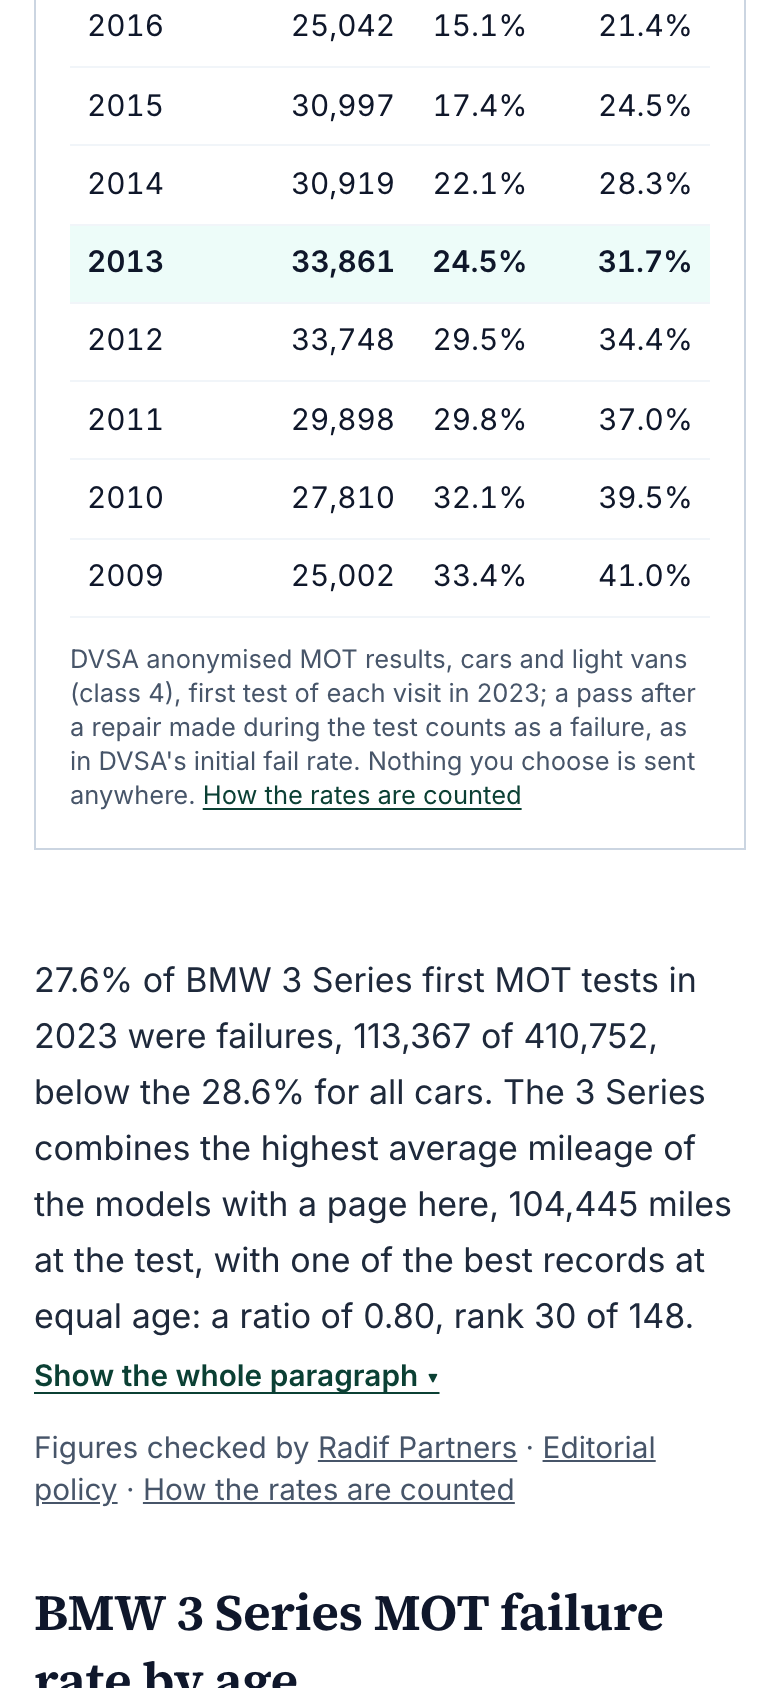 2016 25,042 15.1% 21.4%
2015 30,997 17.4% 24.5%
2014 30,919 22.1% 28.3%
2013 33,861 24.5% 31.7%
2012 33,748 29.5% 34.4%
2011 29,898 29.8% 37.0%
2010 27,810 32.1% 39.5%
2009 25,002 33.4% 41.0%
DVSA anonymised MOT results, cars and light vans
(class 4), first test of each visit in 2023; a pass after
a repair made during the test counts as a failure, as
in DVSA's initial fail rate. Nothing you choose is sent
anywhere. How the rates are counted
27.6% of BMW 3 Series first MOT tests in
2023 were failures, 113,367 of 410,752,
below the 28.6% for all cars. The 3 Series
combines the highest average mileage of
the models with a page here, 104,445 miles
at the test, with one of the best records at
equal age: a ratio of 0.80, rank 30 of 148.
Show the whole paragraph ▾
Figures checked by Radif Partners · Editorial
policy · How the rates are counted
BMW 3 Series MOT failure
rate by age